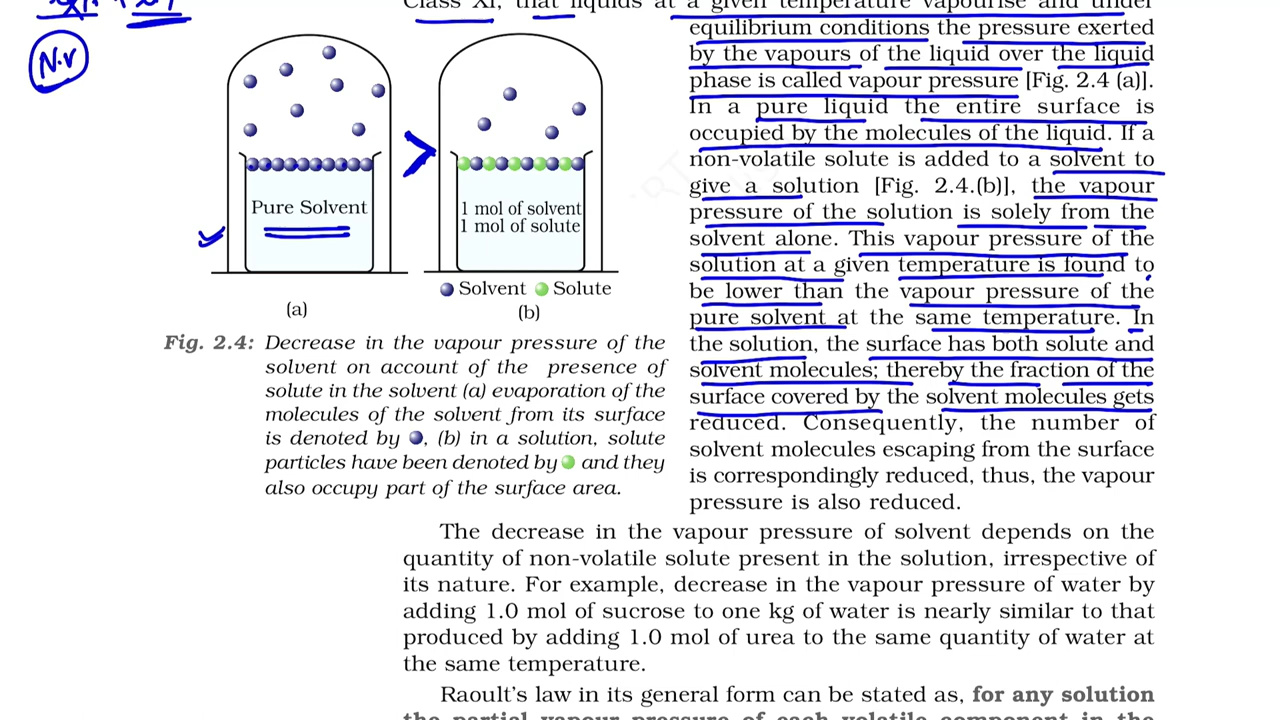 Class XI, that liquids at a given temperature vapourise and under
equilibrium conditions the pressure exerted
by the vapours of the liquid over the liquid
phase is called vapour pressure [Fig. 2.4 (a)].
In a pure liquid the entire surface is
occupied by the molecules of the liquid. If a
non-volatile solute is added to a solvent to
give a solution [Fig. 2.4.(b)], the vapour
pressure of the solution is solely from the
solvent alone. This vapour pressure of the
solution at a given temperature is found to
be lower than the vapour pressure of the
pure solvent at the same temperature. In
the solution, the surface has both solute and
solvent molecules; thereby the fraction of the
surface covered by the solvent molecules gets
reduced. Consequently, the number of
solvent molecules escaping from the surface
is correspondingly reduced, thus, the vapour
pressure is also reduced.
N.V
>
Pure Solvent
1 mol of solvent
1 mol of solute
Solvent Solute
(a)
(b)
Fig. 2.4: Decrease in the vapour pressure of the
solvent on account of the presence of
solute in the solvent (a) evaporation of the
molecules of the solvent from its surface
is denoted by , (b) in a solution, solute
particles have been denoted by and they
also occupy part of the surface area.
The decrease in the vapour pressure of solvent depends on the
quantity of non-volatile solute present in the solution, irrespective of
its nature. For example, decrease in the vapour pressure of water by
adding 1.0 mol of sucrose to one kg of water is nearly similar to that
produced by adding 1.0 mol of urea to the same quantity of water at
the same temperature.
Raoult's law in its general form can be stated as, for any solution
the partial vapour pressure of each volatile component in the